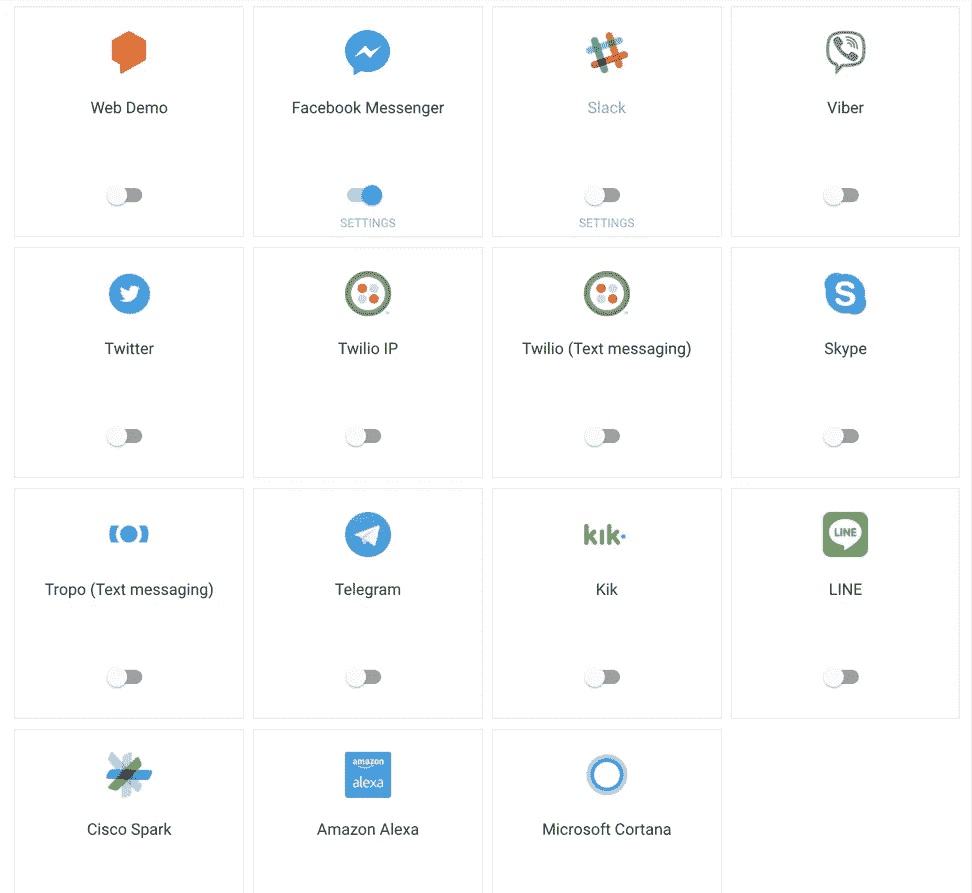 Web Demo
Facebook Messenger
Slack
Viber
SETTINGS
SETTINGS
Twitter
Twilio IP
Twilio (Text messaging)
Skype
kik
LINE
Tropo (Text messaging)
Telegram
Kik
LINE
amazon
alexa
Cisco Spark
Amazon Alexa
Microsoft Cortana